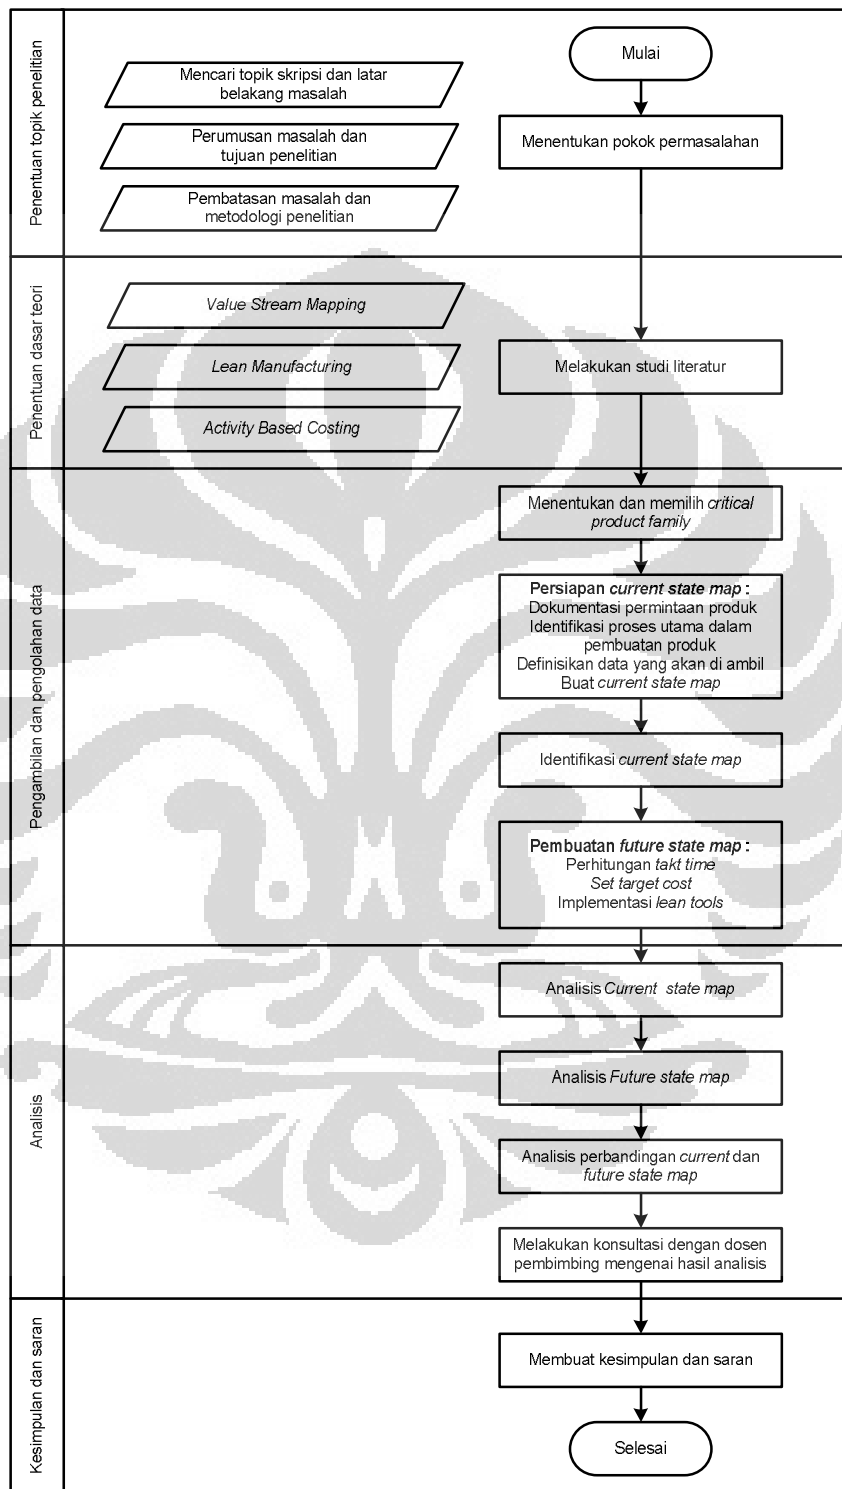 Penentuan topik penelitian
Mencari topik skripsi dan latar
belakang masalah
Perumusan masalah dan
tujuan penelitian
Pembatasan masalah dan
metodologi penelitian
Mulai
Menentukan pokok permasalahan
Penentuan dasar teori
Value Stream Mapping
Lean Manufacturing
Activity Based Costing
Melakukan studi literatur
Pengambilan dan pengolahan data
Menentukan dan memilih critical
product family
Persiapan current state map :
Dokumentasi permintaan produk
Identifikasi proses utama dalam
pembuatan produk
Definisikan data yang akan di ambil
Buat current state map
Identifikasi current state map
Pembuatan future state map :
Perhitungan takt time
Set target cost
Implementasi lean tools
Analisis
Analisis Current state map
Analisis Future state map
Analisis perbandingan current dan
future state map
Melakukan konsultasi dengan dosen
pembimbing mengenai hasil analisis
Kesimpulan dan saran
Membuat kesimpulan dan saran
Selesai